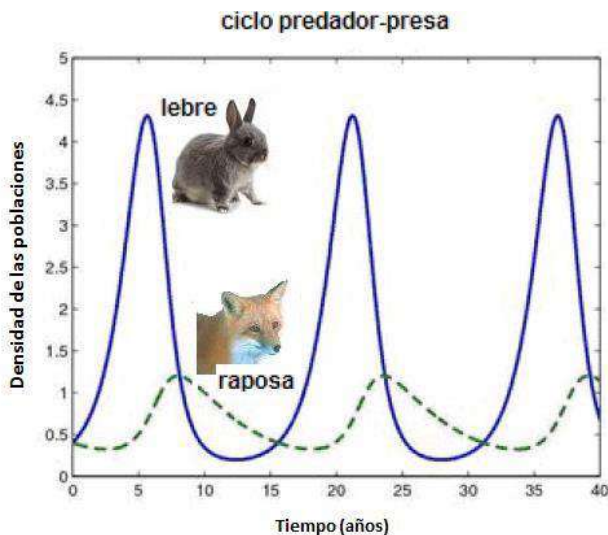 ciclo predador-presa
Densidad de las poblaciones
5
4.5
4
3.5
3
2.5
2
1.5
1
0.5
0
lebre
raposa
0 5 10 15 20 25 30 35 40
Tiempo (años)